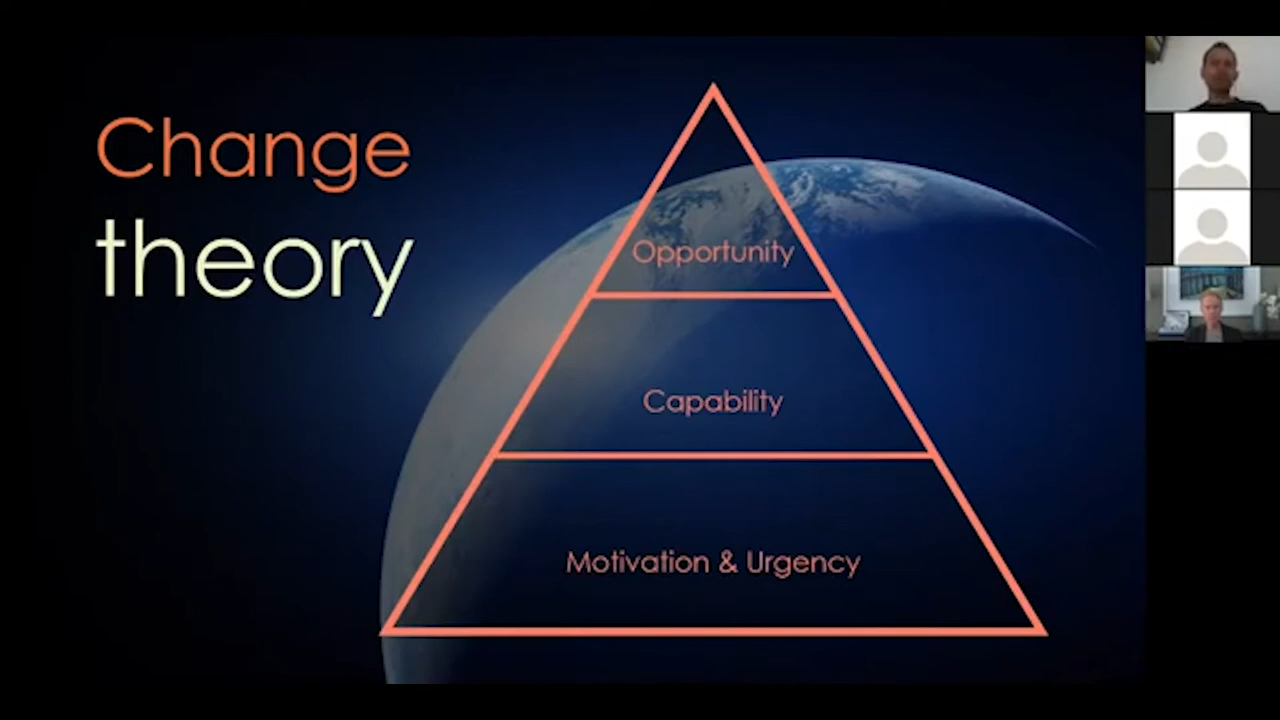 Change
theory
Opportunity
Capability
Motivation & Urgency